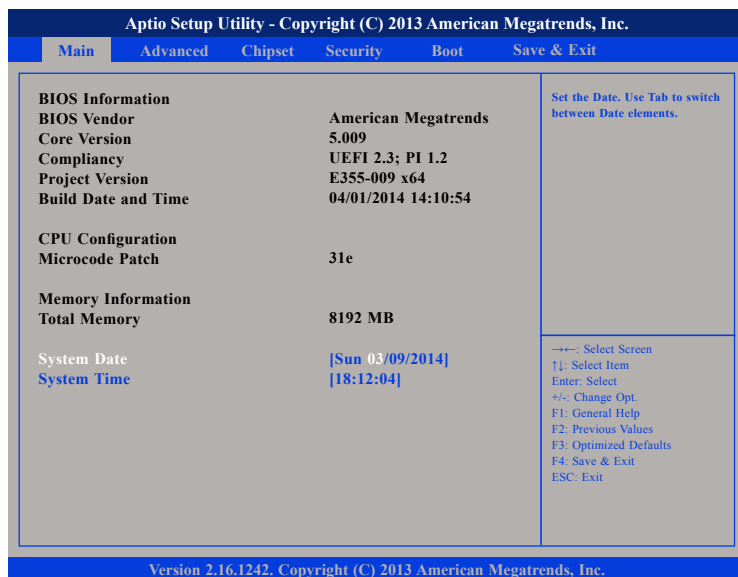 Aptio Setup Utility - Copyright (C) 2013 American Megatrends, Inc.
Main Advanced Chipset Security Boot Save & Exit
BIOS Information
BIOS Vendor American Megatrends
Core Version 5.009
Compliancy UEFI 2.3; PI 1.2
Project Version E355-009 x64
Build Date and Time 04/01/2014 14:10:54
CPU Configuration
Microcode Patch 31e
Memory Information
Total Memory 8192 MB
System Date [Sun 03/09/2014]
System Time [18:12:04]
Set the Date. Use Tab to switch
between Date elements.
→←: Select Screen
↑↓: Select Item
Enter: Select
+/-: Change Opt.
F1: General Help
F2: Previous Values
F3: Optimized Defaults
F4: Save & Exit
ESC: Exit
Version 2.16.1242. Copyright (C) 2013 American Megatrends, Inc.